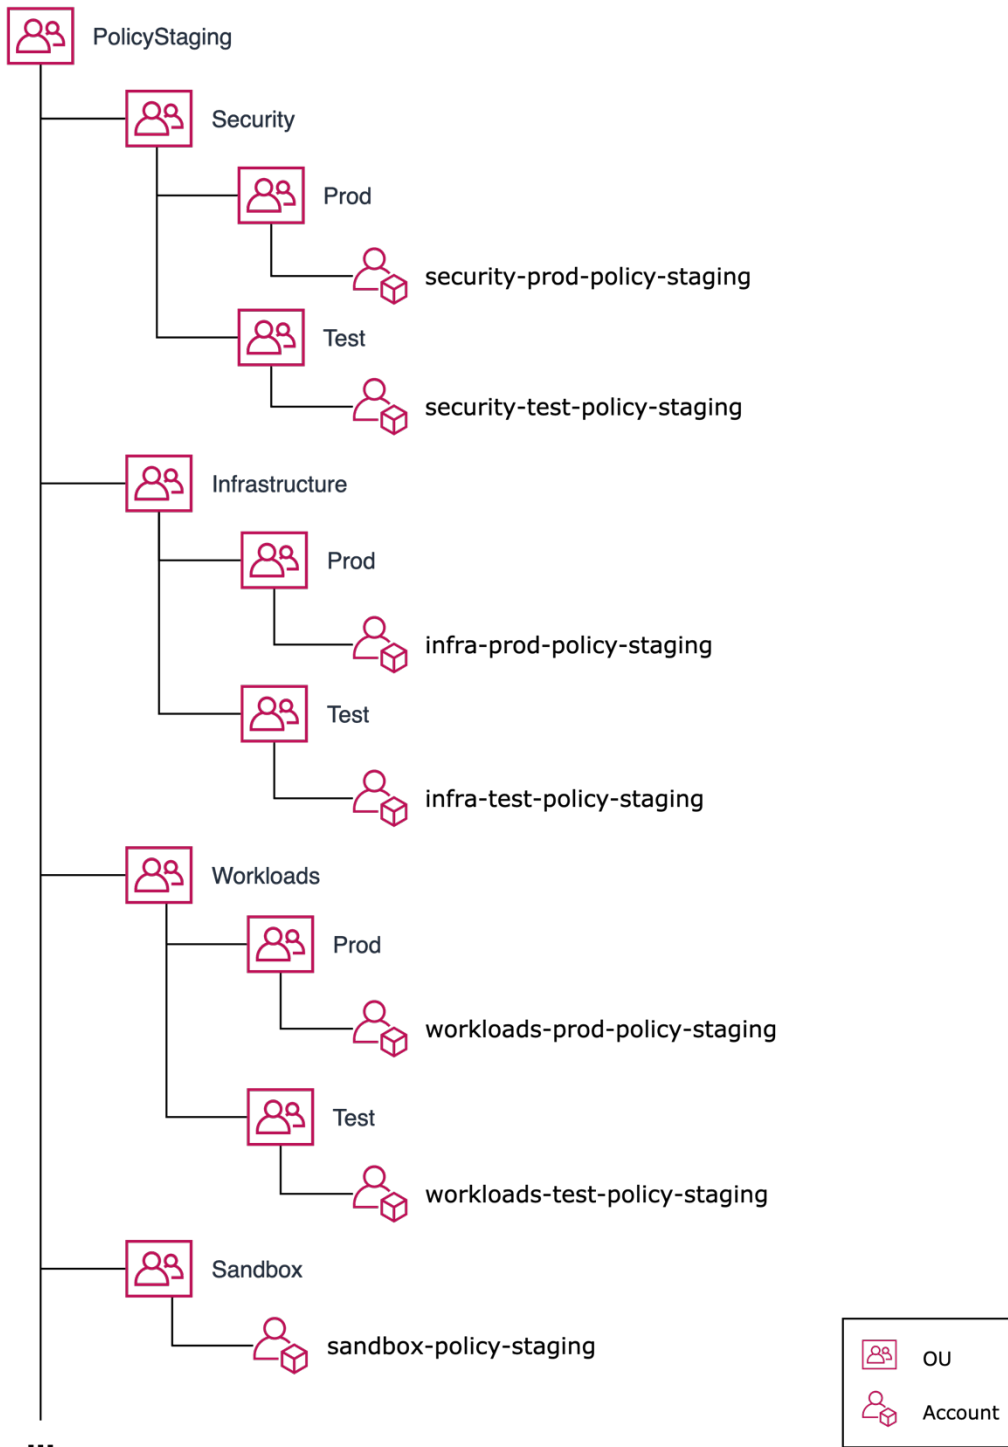 PolicyStaging
Security
Prod
security-prod-policy-staging
Test
security-test-policy-staging
Infrastructure
Prod
infra-prod-policy-staging
Test
infra-test-policy-staging
Workloads
Prod
workloads-prod-policy-staging
Test
workloads-test-policy-staging
Sandbox
sandbox-policy-staging
OU
Account
...